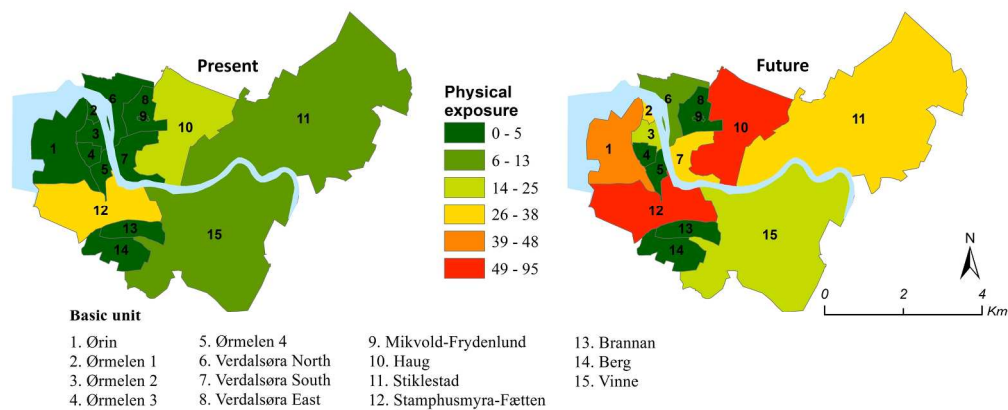 Present
Future
1
2
3
4
5
6
7
8
9
10
11
12
13
14
15
Physical
exposure
0 - 5
6 - 13
14 - 25
26 - 38
39 - 48
49 - 95
1
2
3
4
5
6
7
8
9
10
11
12
13
14
15
N
0 2 4
Km
Basic unit
1. Ørin
2. Ørmelen 1
3. Ørmelen 2
4. Ørmelen 3
5. Ørmelen 4
6. Verdalsøra North
7. Verdalsøra South
8. Verdalsøra East
9. Mikvold-Frydenlund
10. Haug
11. Stiklestad
12. Stamphusmyra-Fætten
13. Brannan
14. Berg
15. Vinne